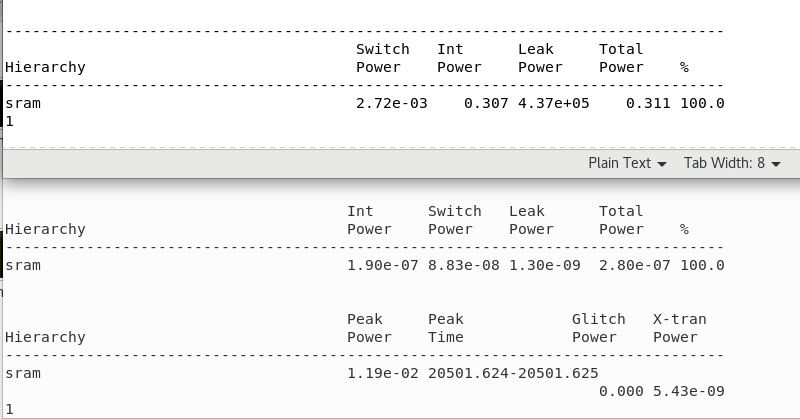 --------------------------------------------------------------------------------
                                       Switch   Int      Leak     Total
Hierarchy                              Power    Power    Power    Power    %
--------------------------------------------------------------------------------
sram                                   2.72e-03    0.307 4.37e+05    0.311 100.0
1
Plain Text Tab Width: 8
                                      Int      Switch   Leak      Total
Hierarchy                             Power    Power    Power     Power    %
--------------------------------------------------------------------------------
sram                                  1.90e-07 8.83e-08 1.30e-09  2.80e-07 100.0
                                      Peak     Peak            Glitch   X-tran
Hierarchy                             Power    Time            Power    Power
--------------------------------------------------------------------------------
sram                                  1.19e-02 20501.624-20501.625
                                                                  0.000 5.43e-09
1